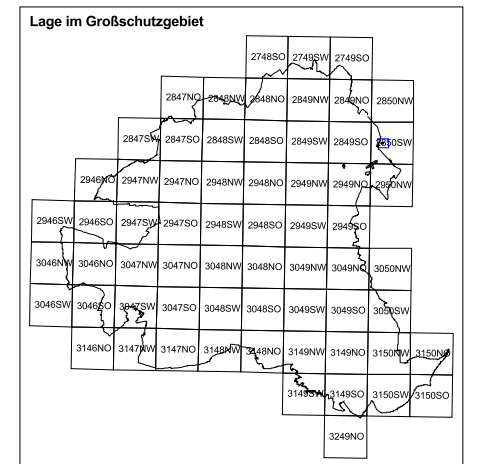 Lage im Großschutzgebiet
2748SO 2749SW 2749SO
2847NO 2848NW 2848NO 2849NW 2849NO 2850NW
2847SW 2847SO 2848SW 2848SO 2849SW 2849SO 2850SW
2946NO 2947NW 2947NO 2948NW 2948NO 2949NW 2949NO 2950NW
2946SW 2946SO 2947SW 2947SO 2948SW 2948SO 2949SW 2949SO
3046NW 3046NO 3047NW 3047NO 3048NW 3048NO 3049NW 3049NO 3050NW
3046SW 3046SO 3047SW 3047SO 3048SW 3048SO 3049SW 3049SO 3050SW
3146NO 3147NW 3147NO 3148NW 3148NO 3149NW 3149NO 3150NW 3150NO
3149SW 3149SO 3150SW 3150SO
3249NO